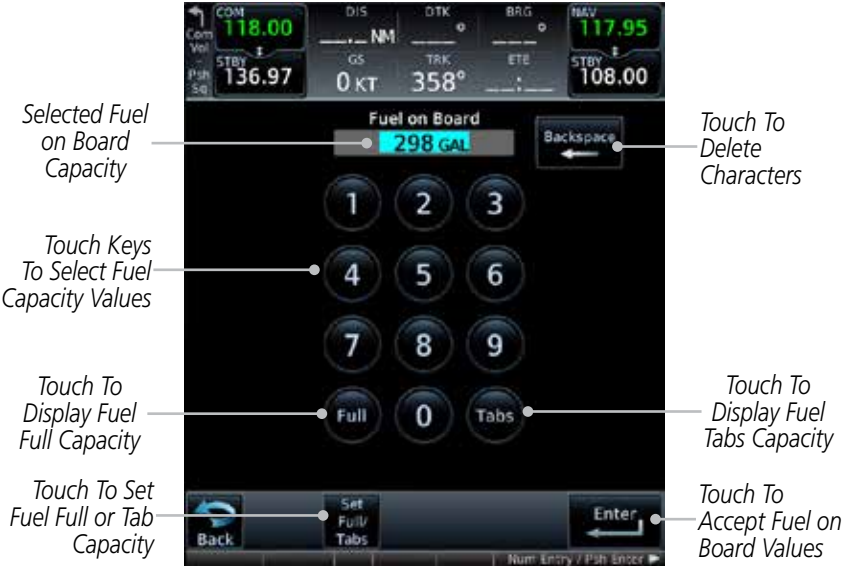 COM
118.00
DIS
__._ NM
DTK
___°
BRG
___°
NAV
117.95
Com
Vol
Psh
Sq
STBY
136.97
GS
0 KT
TRK
358°
ETE
__:__
STBY
108.00
Selected Fuel
on Board
Capacity
Fuel on Board
298 GAL
Backspace
Touch To
Delete
Characters
1 2 3
Touch Keys
To Select Fuel
Capacity Values
4 5 6
7 8 9
Touch To
Display Fuel
Full Capacity
Full 0 Tabs
Touch To
Display Fuel
Tabs Capacity
Touch To Set
Fuel Full or Tab
Capacity
Back
Set
Full/
Tabs
Enter
Touch To
Accept Fuel on
Board Values
Num Entry / Psh Enter